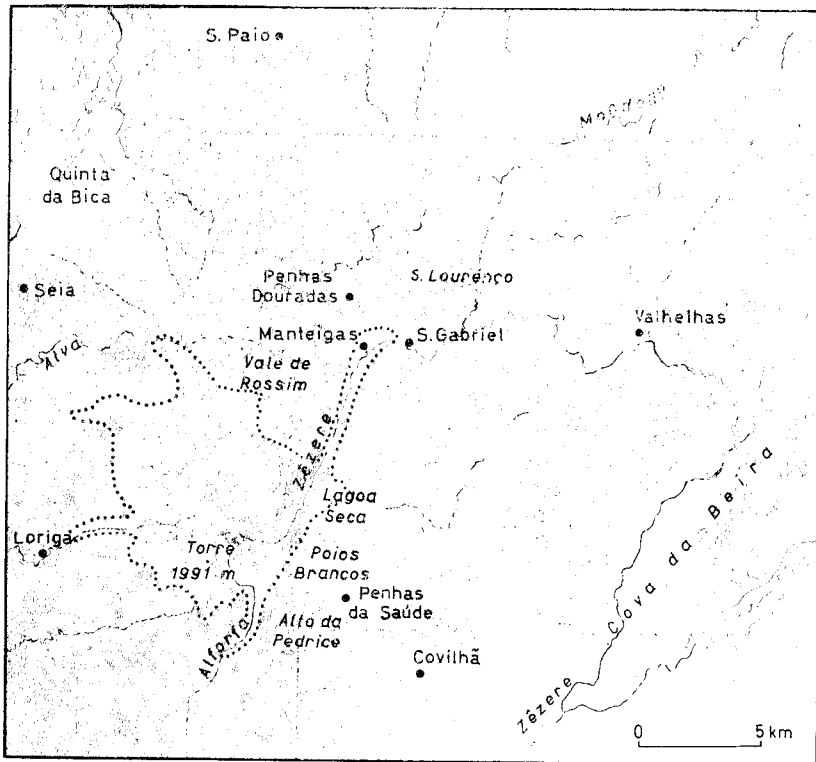 S. Paio
Mondego
Quinta
da Bica
Seia
Penhas
Douradas
S. Lourenço
Valhelhas
Manteigas
S. Gabriel
Alva
Vale de
Rossim
Zêzere
Lagoa
Seca
Cova da Beira
Loriga
Torre
1991 m
Poios
Brancos
Penhas
da Saúde
Alforfa
Alto da
Pedrice
Covilhã
Zêzere
0 5 km